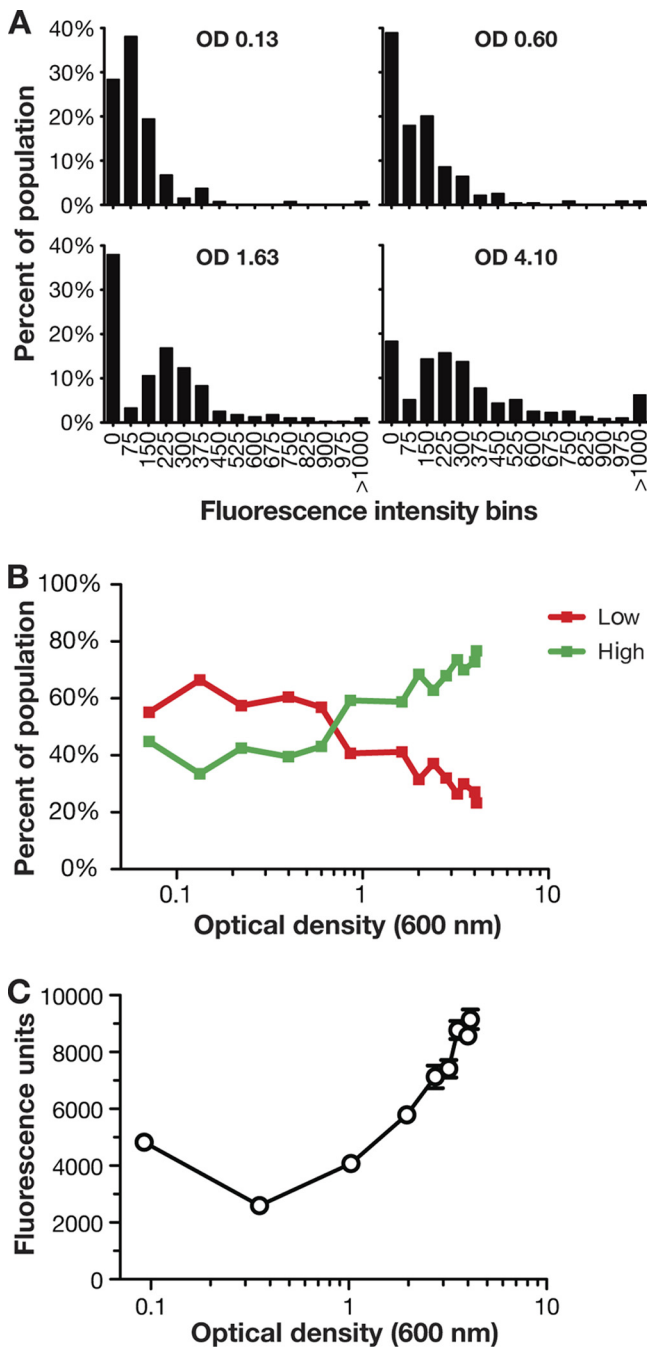 A
OD 0.13
OD 0.60
40%
30%
20%
10%
0%
Percent of population
OD 1.63
OD 4.10
40%
30%
20%
10%
0%
0 75 150 225 300 375 450 525 600 675 750 825 900 975 >1000
0 75 150 225 300 375 450 525 600 675 750 825 900 975 >1000
Fluorescence intensity bins
B
100%
80%
60%
40%
20%
0%
Percent of population
Low
High
0.1 1 10
Optical density (600 nm)
C
10000
8000
6000
4000
2000
0
Fluorescence units
0.1 1 10
Optical density (600 nm)